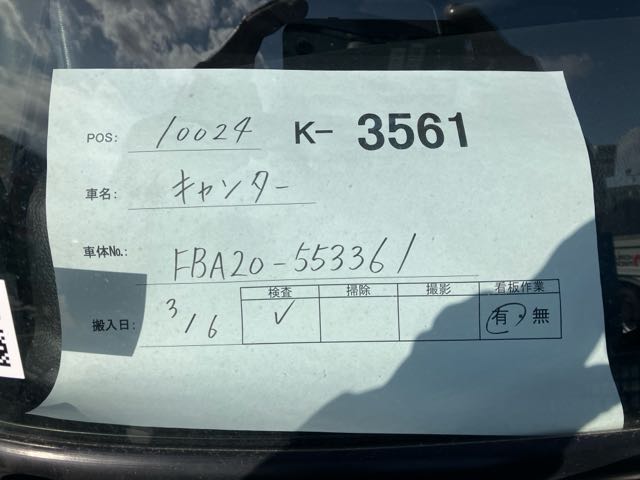 POS: 10024 K- 3561
車名: キャンター
車体No.: FBA20-553361
検査 掃除 撮影 看板作業
搬入日: 3/6 ✓ 有・無